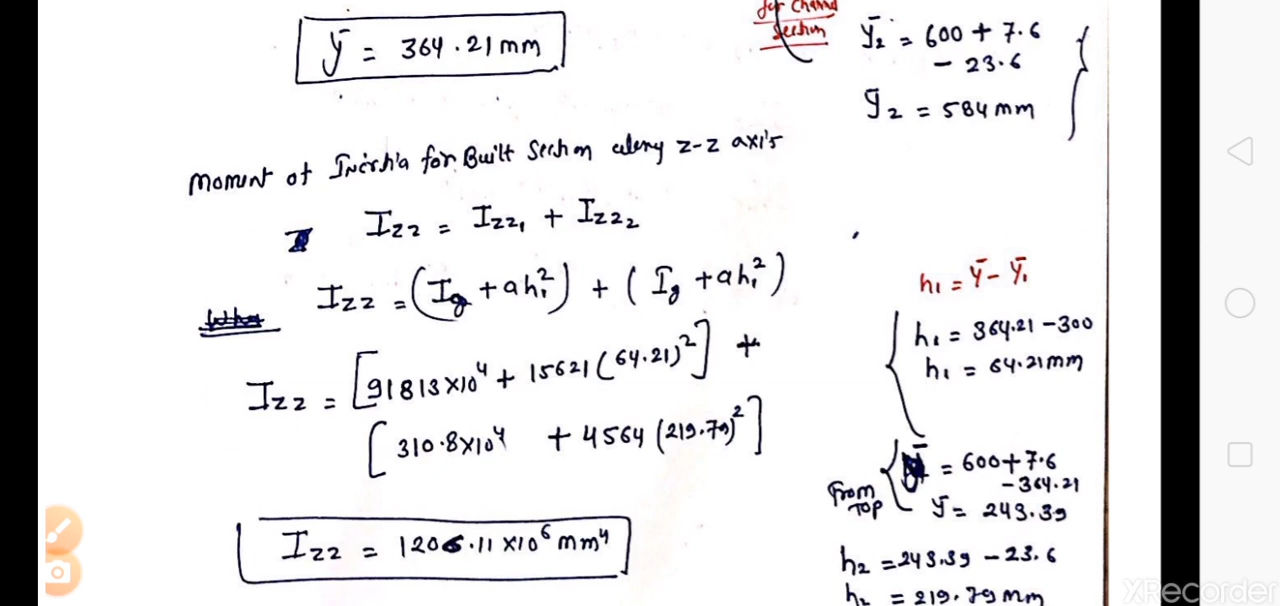 ȳ = 364.21 mm
for Channel
Section
ȳ₂ = 600 + 7.6
- 23.6
ȳ₂ = 584 mm
Moment of Inertia for Built Section along z-z axis
Izz = Izz₁ + Izz₂
Izz = (Ig + ah₁²) + (Ig + ah₁²)
Izz = [91813×10⁴ + 15621(64.21)²] +
[310.8×10⁴ + 4564 (219.79)²]
Izz = 1206.11 ×10⁶ mm⁴
h₁ = ȳ - ȳ₁
h₁ = 364.21 - 300
h₁ = 64.21mm
From
TOP
ȳ = 600+7.6
-364.21
ȳ = 243.39
h₂ = 243.39 - 23.6
h₂ = 219.79 mm
XRecorder